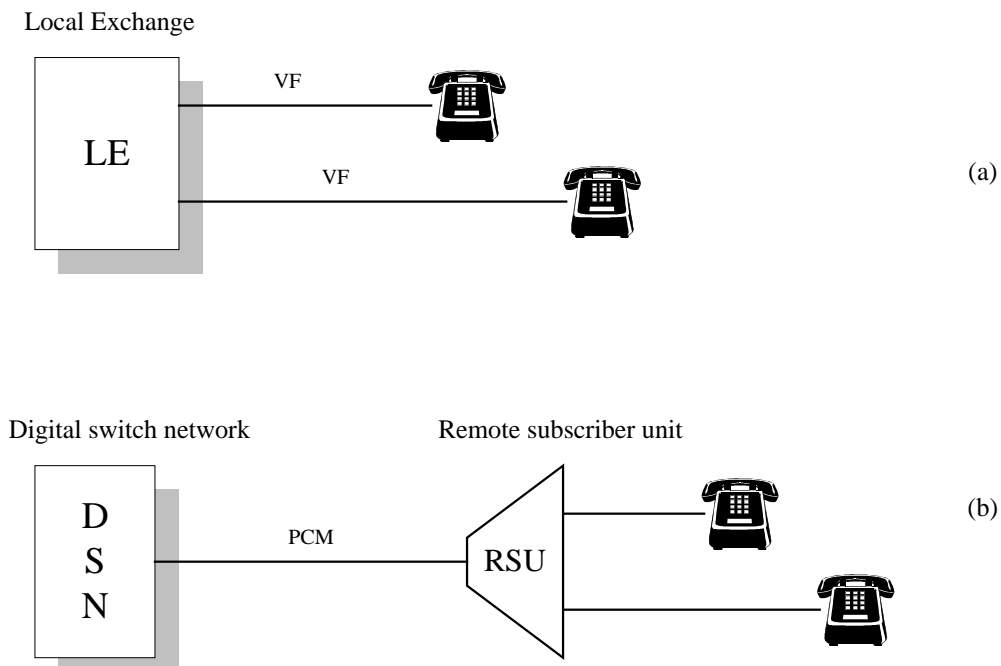 Local Exchange
VF
LE
VF
(a)
Digital switch network
Remote subscriber unit
D
S
N
PCM
RSU
(b)